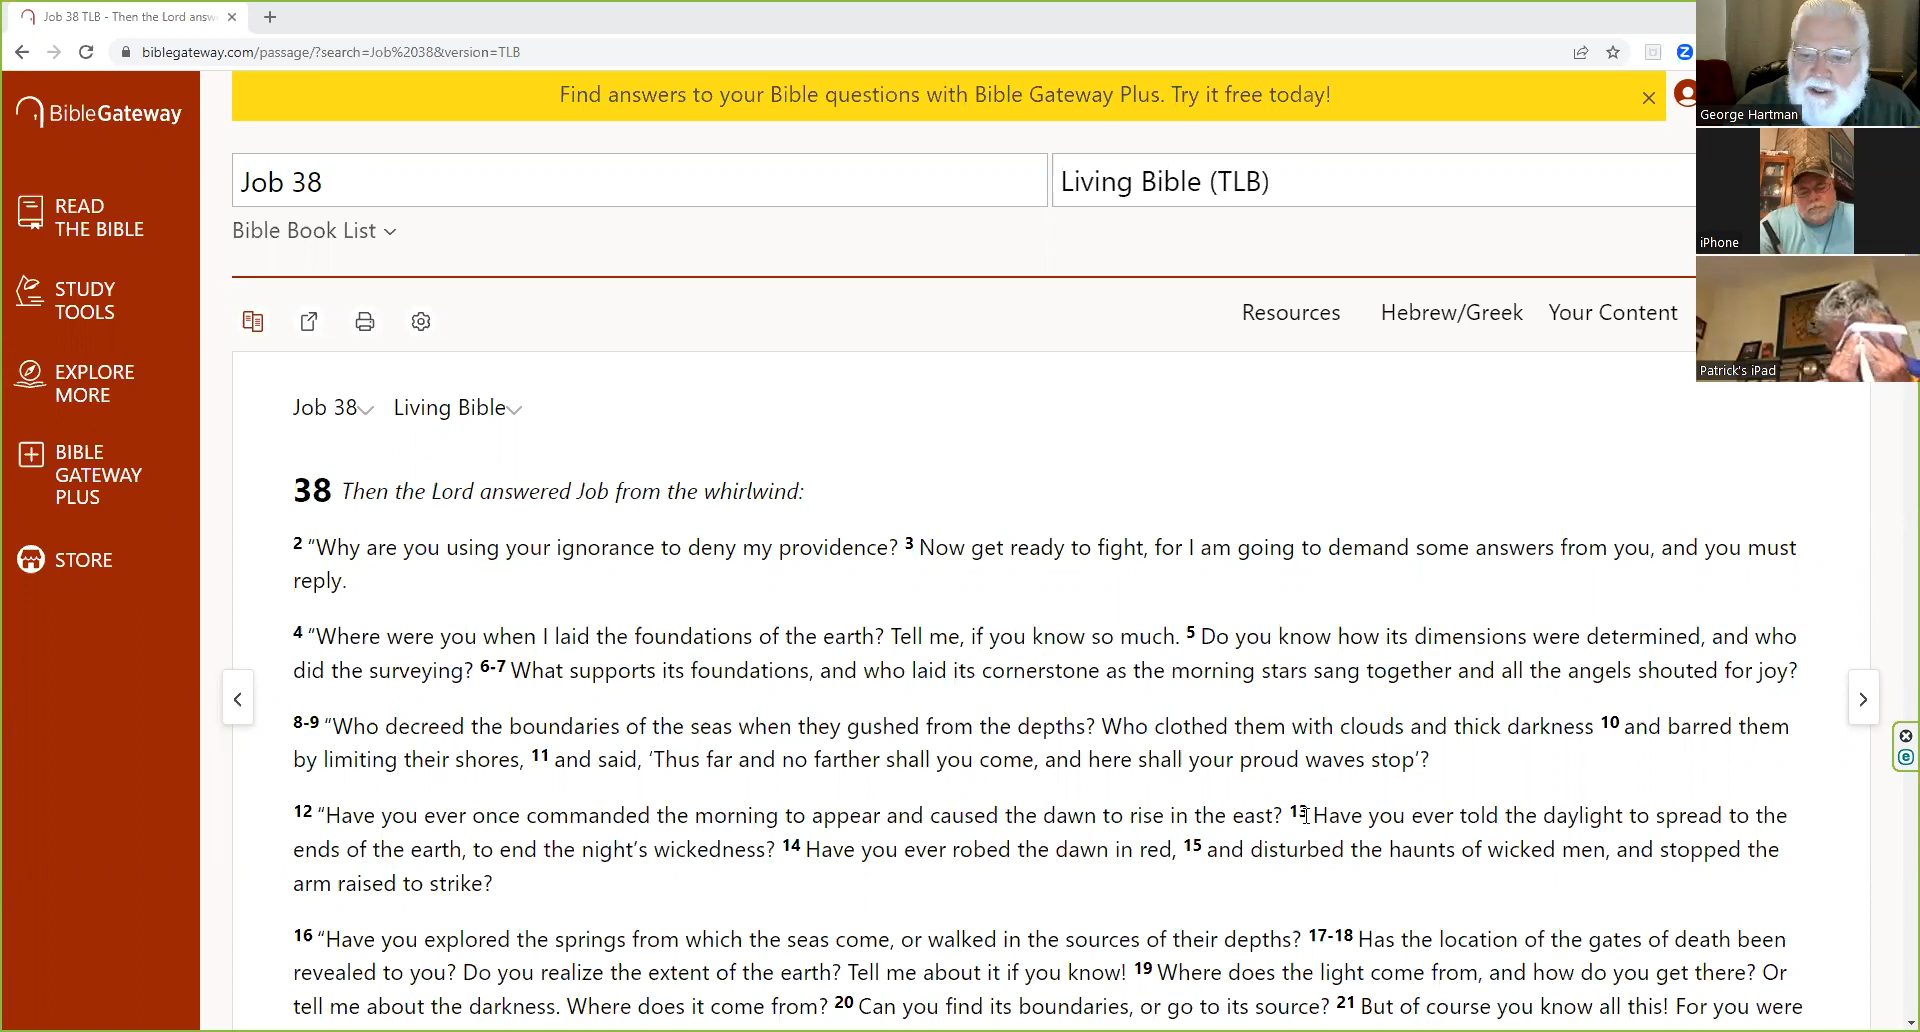 Job 38 TLB - Then the Lord answ
biblegateway.com/passage/?search=Job%2038&version=TLB
BibleGateway
READ
THE BIBLE
STUDY
TOOLS
EXPLORE
MORE
BIBLE
GATEWAY
PLUS
STORE
Find answers to your Bible questions with Bible Gateway Plus. Try it free today!
Job 38
Living Bible (TLB)
Bible Book List
Resources
Hebrew/Greek
Your Content
Job 38
Living Bible
38 Then the Lord answered Job from the whirlwind:
2 “Why are you using your ignorance to deny my providence? 3 Now get ready to fight, for I am going to demand some answers from you, and you must
reply.
4 “Where were you when I laid the foundations of the earth? Tell me, if you know so much. 5 Do you know how its dimensions were determined, and who
did the surveying? 6-7 What supports its foundations, and who laid its cornerstone as the morning stars sang together and all the angels shouted for joy?
8-9 “Who decreed the boundaries of the seas when they gushed from the depths? Who clothed them with clouds and thick darkness 10 and barred them
by limiting their shores, 11 and said, ‘Thus far and no farther shall you come, and here shall your proud waves stop’?
12 “Have you ever once commanded the morning to appear and caused the dawn to rise in the east? 13 Have you ever told the daylight to spread to the
ends of the earth, to end the night’s wickedness? 14 Have you ever robed the dawn in red, 15 and disturbed the haunts of wicked men, and stopped the
arm raised to strike?
16 “Have you explored the springs from which the seas come, or walked in the sources of their depths? 17-18 Has the location of the gates of death been
revealed to you? Do you realize the extent of the earth? Tell me about it if you know! 19 Where does the light come from, and how do you get there? Or
tell me about the darkness. Where does it come from? 20 Can you find its boundaries, or go to its source? 21 But of course you know all this! For you were
George Hartman
iPhone
Patrick's iPad